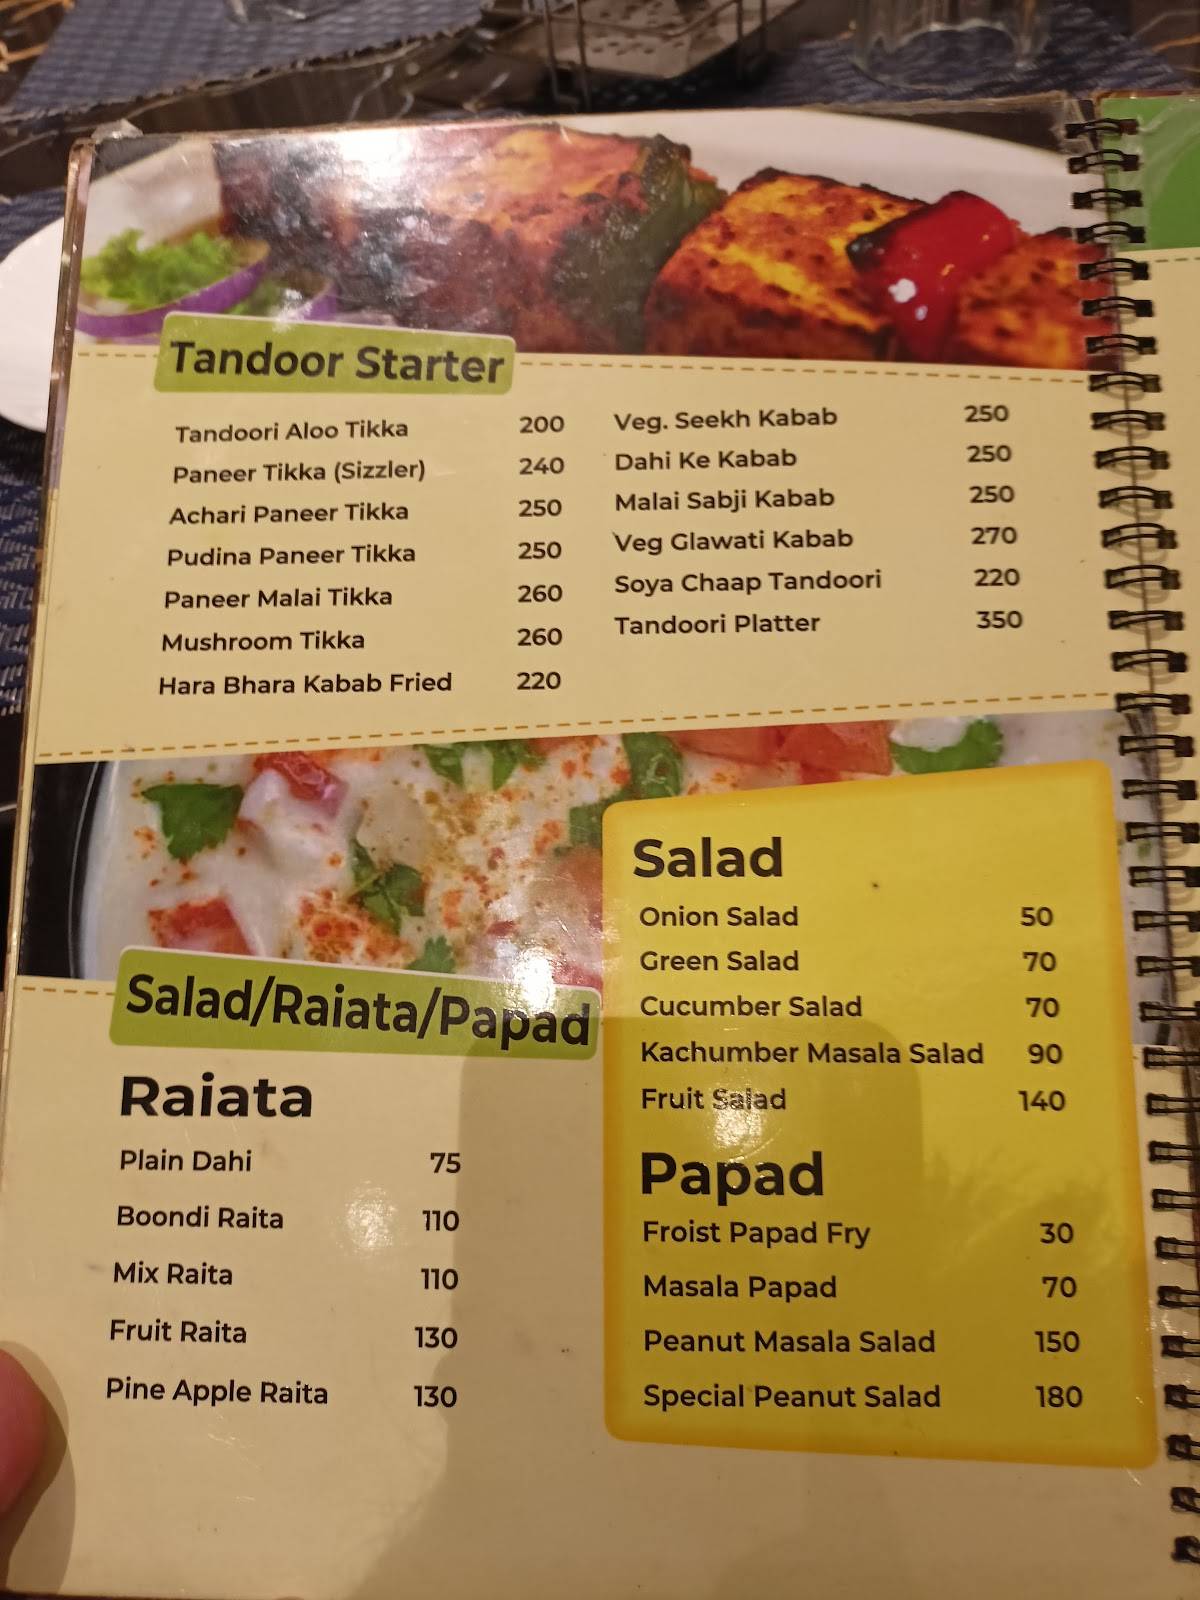 Tandoor Starter
Tandoori Aloo Tikka 200
Paneer Tikka (Sizzler) 240
Achari Paneer Tikka 250
Pudina Paneer Tikka 250
Paneer Malai Tikka 260
Mushroom Tikka 260
Hara Bhara Kabab Fried 220
Veg. Seekh Kabab 250
Dahi Ke Kabab 250
Malai Sabji Kabab 250
Veg Glawati Kabab 270
Soya Chaap Tandoori 220
Tandoori Platter 350
Salad/Raiata/Papad
Raiata
Plain Dahi 75
Boondi Raita 110
Mix Raita 110
Fruit Raita 130
Pine Apple Raita 130
Salad
Onion Salad 50
Green Salad 70
Cucumber Salad 70
Kachumber Masala Salad 90
Fruit Salad 140
Papad
Froist Papad Fry 30
Masala Papad 70
Peanut Masala Salad 150
Special Peanut Salad 180